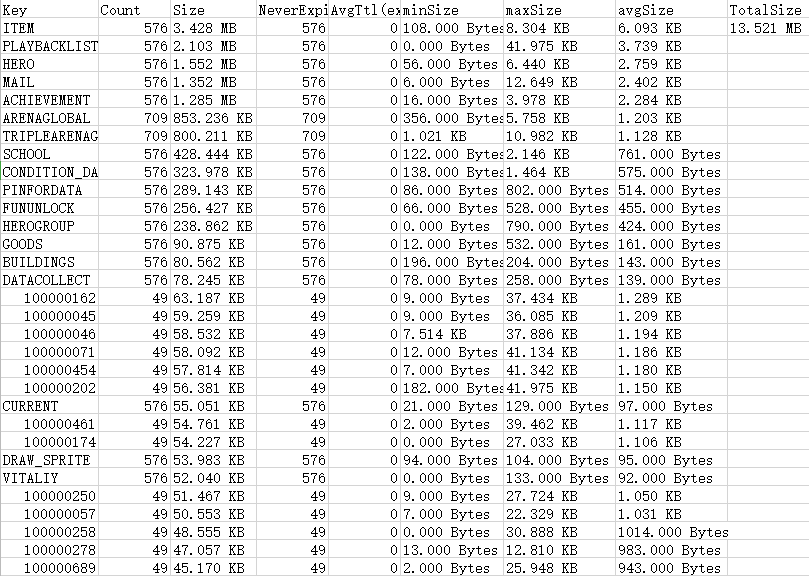 Key Count Size NeverExpi AvgTtl(ex minSize maxSize avgSize TotalSize
ITEM 576 3.428 MB 576 0 108.000 Bytes 8.304 KB 6.093 KB 13.521 MB
PLAYBACKLIST 576 2.103 MB 576 0 0.000 Bytes 41.975 KB 3.739 KB
HERO 576 1.552 MB 576 0 56.000 Bytes 6.440 KB 2.759 KB
MAIL 576 1.352 MB 576 0 6.000 Bytes 12.649 KB 2.402 KB
ACHIEVEMENT 576 1.285 MB 576 0 16.000 Bytes 3.978 KB 2.284 KB
ARENAGLOBAL 709 853.236 KB 709 0 356.000 Bytes 5.758 KB 1.203 KB
TRIPLEARENAG 709 800.211 KB 709 0 1.021 KB 10.982 KB 1.128 KB
SCHOOL 576 428.444 KB 576 0 122.000 Bytes 2.146 KB 761.000 Bytes
CONDITION_DA 576 323.978 KB 576 0 138.000 Bytes 1.464 KB 575.000 Bytes
PINFORDATA 576 289.143 KB 576 0 86.000 Bytes 802.000 Bytes 514.000 Bytes
FUNUNLOCK 576 256.427 KB 576 0 66.000 Bytes 528.000 Bytes 455.000 Bytes
HEROGROUP 576 238.862 KB 576 0 0.000 Bytes 790.000 Bytes 424.000 Bytes
GOODS 576 90.875 KB 576 0 12.000 Bytes 532.000 Bytes 161.000 Bytes
BUILDINGS 576 80.562 KB 576 0 196.000 Bytes 204.000 Bytes 143.000 Bytes
DATACOLLECT 576 78.245 KB 576 0 78.000 Bytes 258.000 Bytes 139.000 Bytes
100000162 49 63.187 KB 49 0 9.000 Bytes 37.434 KB 1.289 KB
100000045 49 59.259 KB 49 0 9.000 Bytes 36.085 KB 1.209 KB
100000046 49 58.532 KB 49 0 7.514 KB 37.886 KB 1.194 KB
100000071 49 58.092 KB 49 0 12.000 Bytes 41.134 KB 1.186 KB
100000454 49 57.814 KB 49 0 7.000 Bytes 41.342 KB 1.180 KB
100000202 49 56.381 KB 49 0 182.000 Bytes 41.975 KB 1.150 KB
CURRENT 576 55.051 KB 576 0 21.000 Bytes 129.000 Bytes 97.000 Bytes
100000461 49 54.761 KB 49 0 2.000 Bytes 39.462 KB 1.117 KB
100000174 49 54.227 KB 49 0 0.000 Bytes 27.033 KB 1.106 KB
DRAW_SPRITE 576 53.983 KB 576 0 94.000 Bytes 104.000 Bytes 95.000 Bytes
VITALIY 576 52.040 KB 576 0 0.000 Bytes 133.000 Bytes 92.000 Bytes
100000250 49 51.467 KB 49 0 9.000 Bytes 27.724 KB 1.050 KB
100000057 49 50.553 KB 49 0 7.000 Bytes 22.329 KB 1.031 KB
100000258 49 48.555 KB 49 0 0.000 Bytes 30.888 KB 1014.000 Bytes
100000278 49 47.057 KB 49 0 13.000 Bytes 12.810 KB 983.000 Bytes
100000689 49 45.170 KB 49 0 2.000 Bytes 25.948 KB 943.000 Bytes